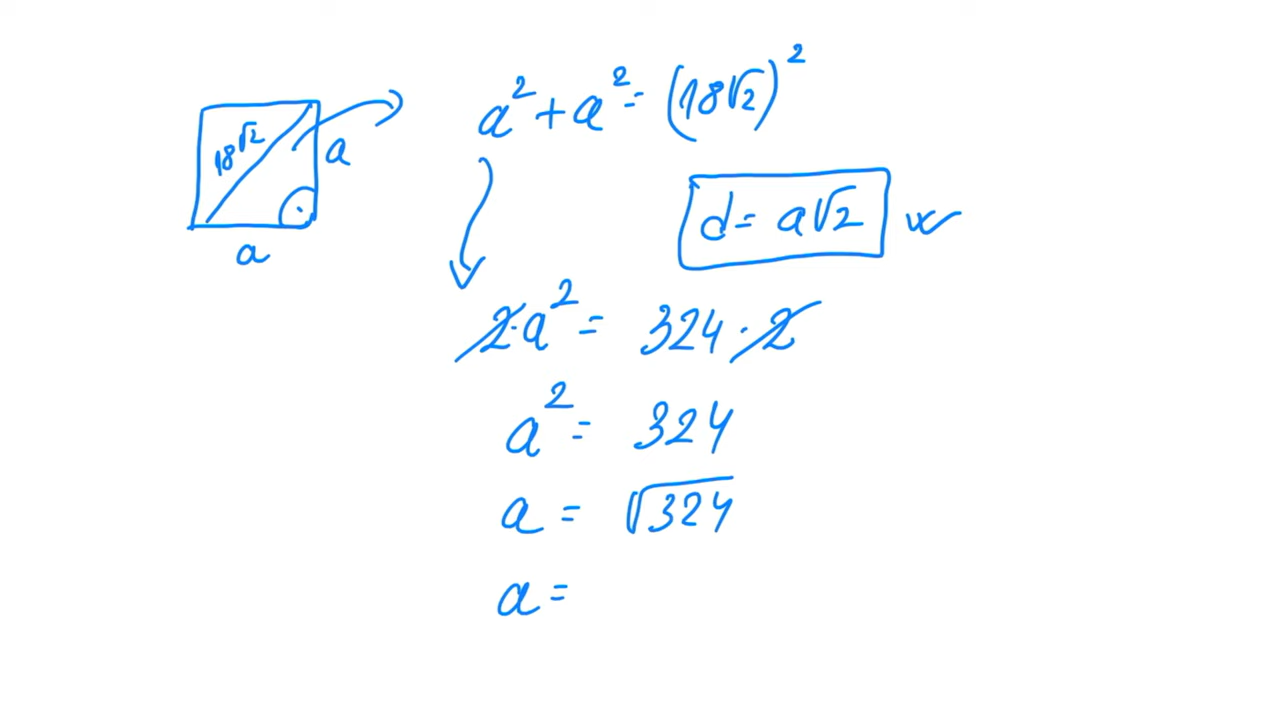 18√2
a
a
a² + a² = (18√2)²
d = a√2
2·a² = 324·2
a² = 324
a = √324
a =